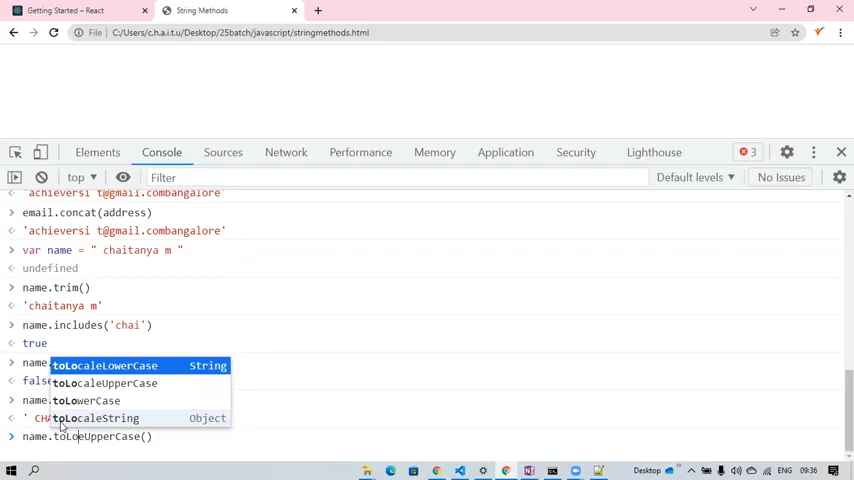 Getting Started – React
String Methods
File C:/Users/c.h.a.i.t.u/Desktop/25batch/javascript/stringmethods.html
Elements Console Sources Network Performance Memory Application Security Lighthouse 3
top Filter Default levels No Issues
'achieversi t@gmail.combangalore'
email.concat(address)
'achieversi t@gmail.combangalore'
var name = " chaitanya m "
undefined
name.trim()
'chaitanya m'
name.includes('chai')
true
name.
toLocaleLowerCase String
false
toLocaleUpperCase
name.
toLowerCase
' CHA
toLocaleString Object
name.toLoeUpperCase()
Desktop ENG 09:36